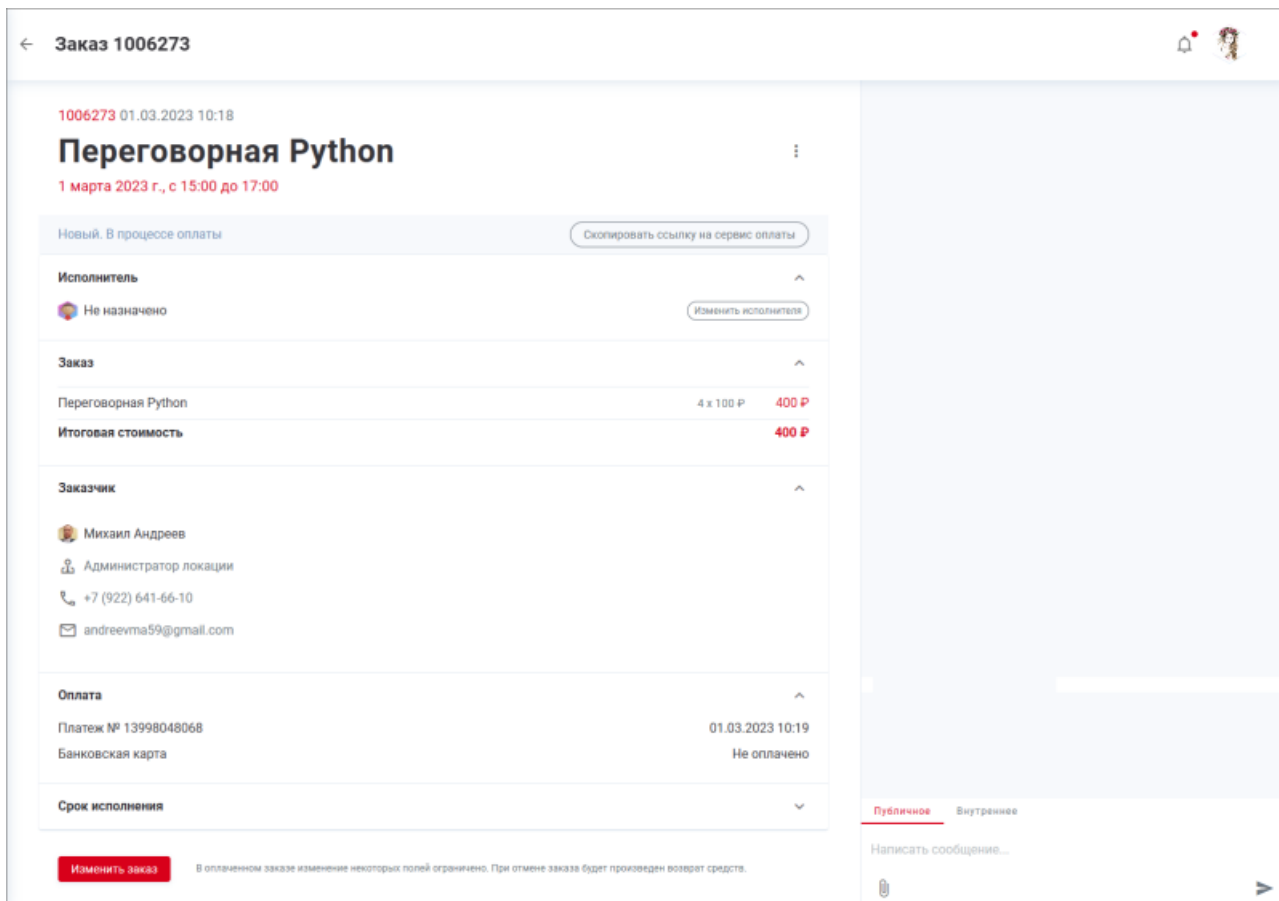 Заказ 1006273
1006273 01.03.2023 10:18
Переговорная Python
1 марта 2023 г., с 15:00 до 17:00
Новый. В процессе оплаты
Скопировать ссылку на сервис оплаты
Исполнитель
Не назначено
Изменить исполнителя
Заказ
Переговорная Python 4 x 100 ₽ 400 ₽
Итоговая стоимость 400 ₽
Заказчик
Михаил Андреев
Администратор локации
+7 (922) 641-66-10
andreevma59@gmail.com
Оплата
Платеж № 13998048068 01.03.2023 10:19
Банковская карта Не оплачено
Срок исполнения
Изменить заказ
В оплаченном заказе изменение некоторых полей ограничено. При отмене заказа будет произведен возврат средств.
Публичное Внутреннее
Написать сообщение...